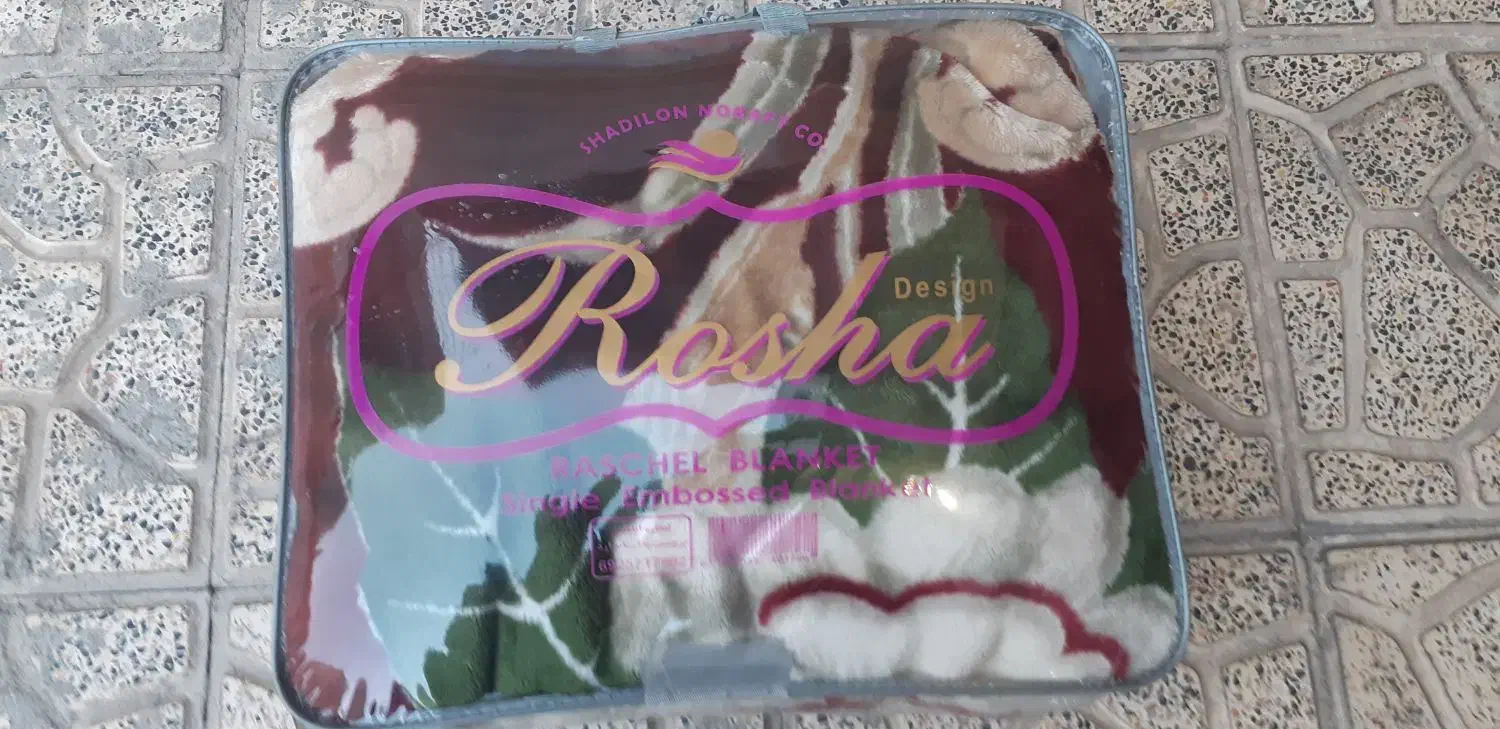 SHADILON NOBAFT CO.
Design
Rosha
RASCHEL BLANKET
Single Embossed Blanket